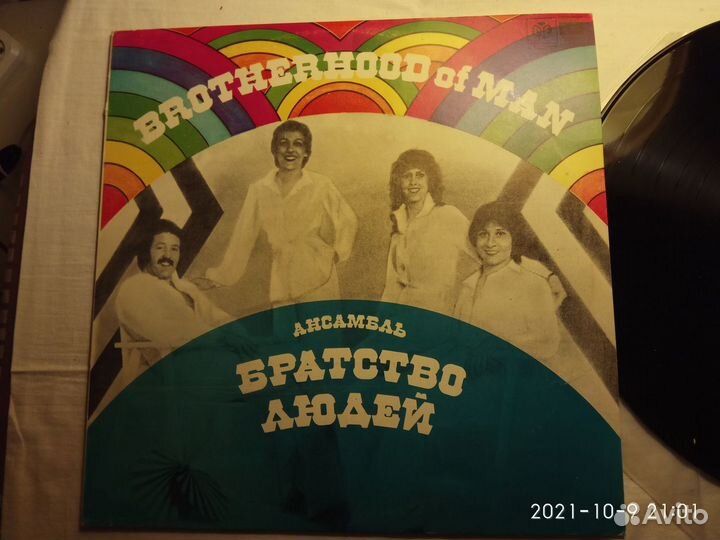 BROTHERHOOD of MAN
АНСАМБЛЬ
БРАТСТВО
ЛЮДЕЙ
2021-10-9 21:01
Avito